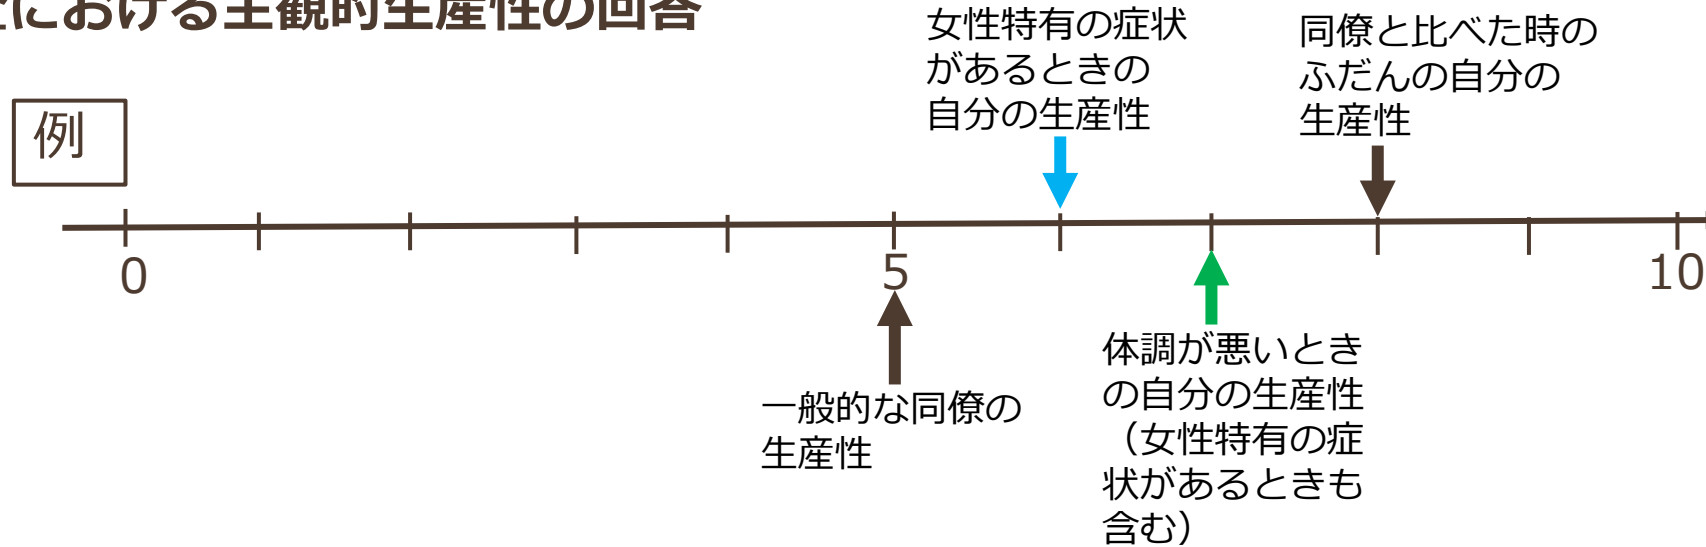 における主観的生産性の回答
例
女性特有の症状
があるときの
自分の生産性
同僚と比べた時の
ふだんの自分の
生産性
0
5
10
一般的な同僚の
生産性
体調が悪いとき
の自分の生産性
（女性特有の症
状があるときも
含む）